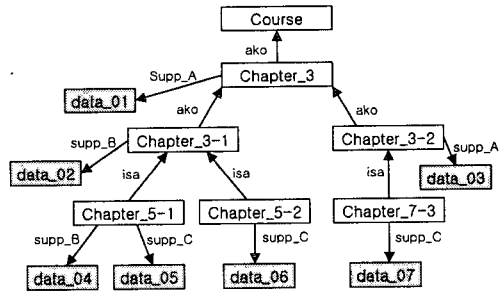 Course
ako
Supp_A
Chapter_3
data_01
ako
ako
supp_B
Chapter_3-1
Chapter_3-2
supp_A
data_02
isa
isa
isa
data_03
Chapter_5-1
Chapter_5-2
Chapter_7-3
supp_B
supp_C
supp_C
supp_C
data_04
data_05
data_06
data_07